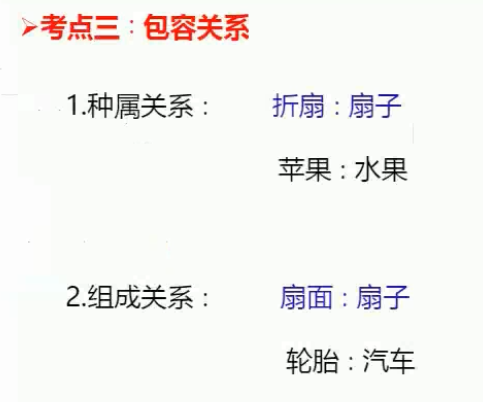 ➢考点三：包容关系
1.种属关系： 折扇：扇子
苹果：水果
2.组成关系： 扇面：扇子
轮胎：汽车